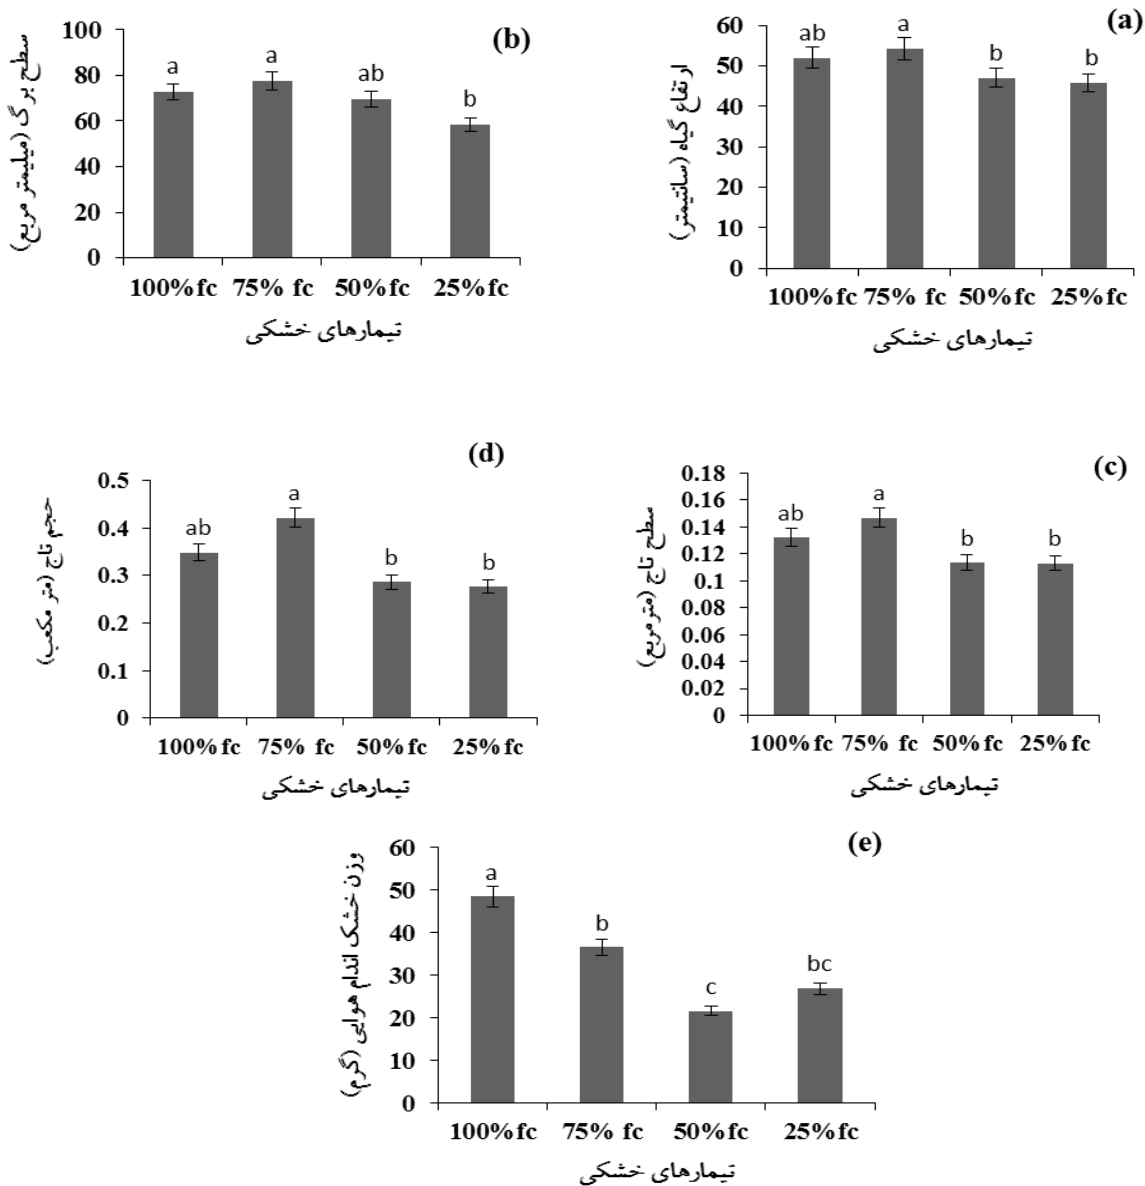 (b)
سطح برگ (میلیمتر مربع)
100
80
60
40
20
0
a
a
ab
b
100%fc 75% fc 50%fc 25%fc
تیمارهای خشکی
(a)
ارتفاع گیاه (سانتیمتر)
60
50
40
30
20
10
0
ab
a
b
b
100%fc 75% fc 50%fc 25%fc
تیمارهای خشکی
(d)
حجم تاج (متر مکعب)
0.5
0.4
0.3
0.2
0.1
0
ab
a
b
b
100%fc 75% fc 50%fc 25%fc
تیمارهای خشکی
(c)
سطح تاج (مترمربع)
0.18
0.16
0.14
0.12
0.1
0.08
0.06
0.04
0.02
0
ab
a
b
b
100%fc 75% fc 50%fc 25%fc
تیمارهای خشکی
(e)
وزن خشک اندام هوایی (گرم)
60
50
40
30
20
10
0
a
b
c
bc
100%fc 75% fc 50%fc 25%fc
تیمارهای خشکی